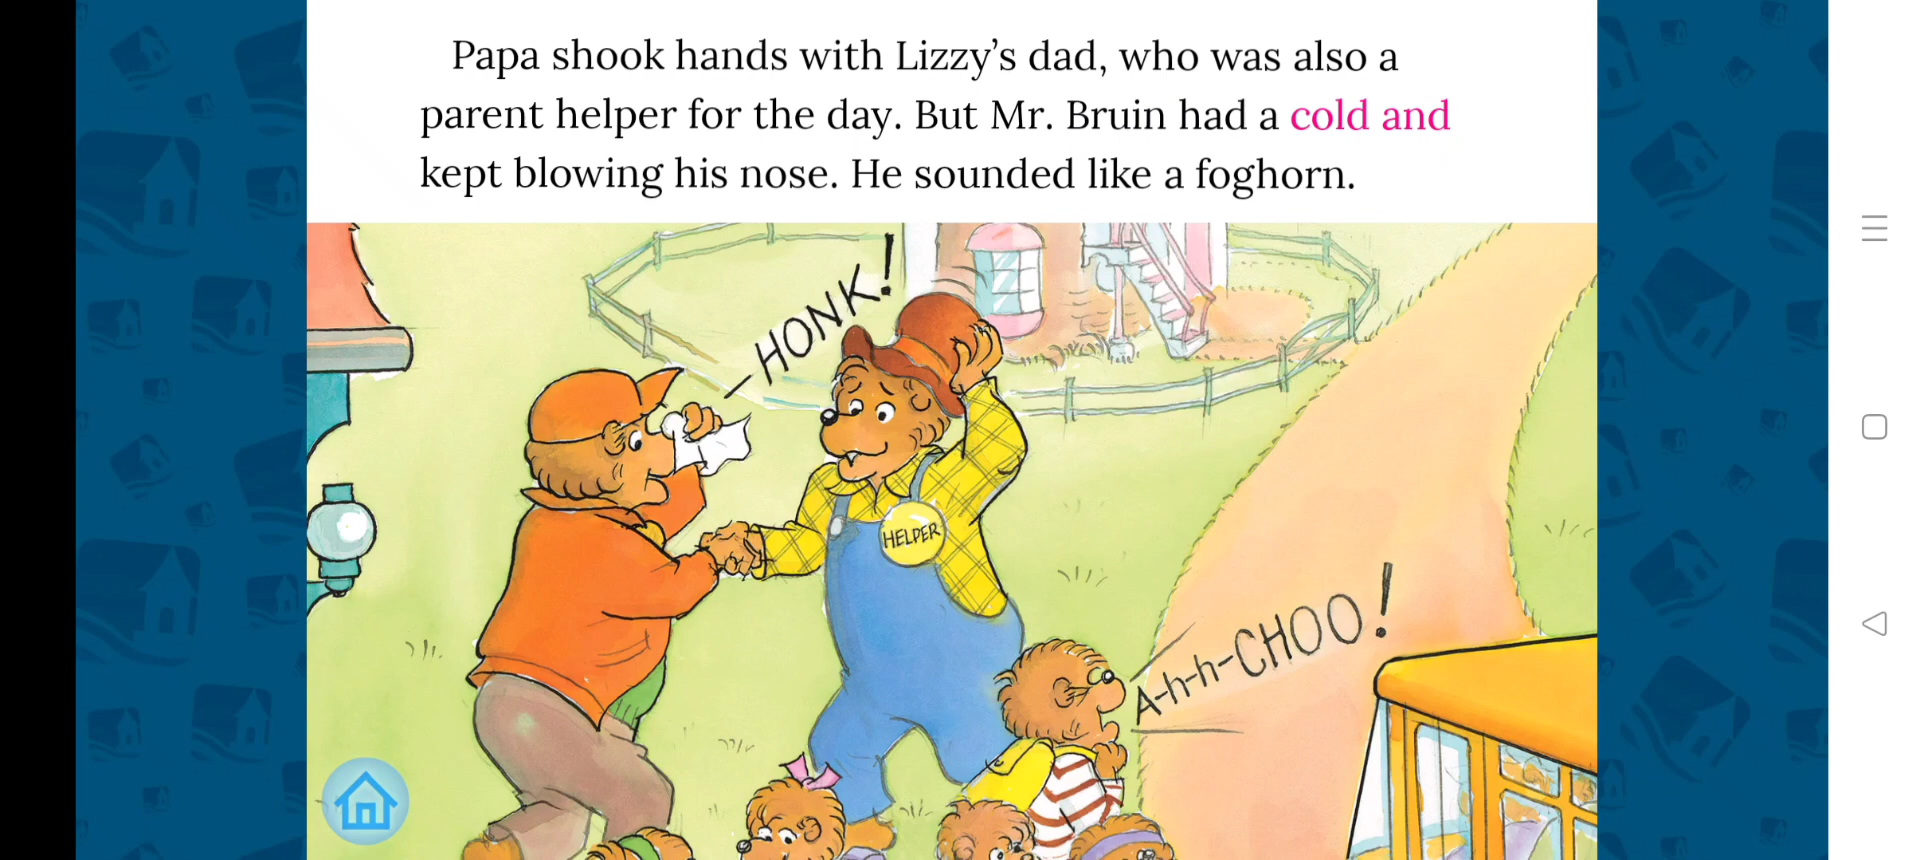 Papa shook hands with Lizzy’s dad, who was also a
parent helper for the day. But Mr. Bruin had a cold and
kept blowing his nose. He sounded like a foghorn.
HONK!
HELPER
A-h-h-CHOO!